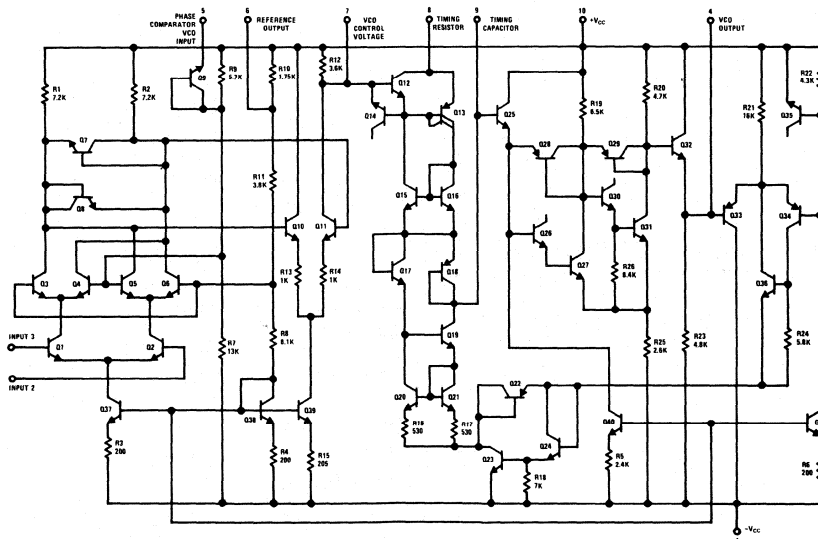 5 6 7 8 9 10 4
PHASE COMPARATOR VCO INPUT
REFERENCE OUTPUT
VCO CONTROL VOLTAGE
TIMING RESISTOR
TIMING CAPACITOR
+VCC
VCO OUTPUT
R1 7.2K
R2 7.2K
Q9
R9
R10 1.75K
R12 3.6K
Q12
Q14
Q13
Q25
R19 6.5K
R20 4.7K
Q32
R21 16K
R22 4.3K
Q35
Q7
Q8
R11 3.8K
Q15
Q16
Q28
Q29
Q30
Q31
Q33
Q34
Q10
Q11
Q26
Q27
R26 8.4K
Q3
Q4
Q5
Q6
R13 1K
R14 1K
Q17
Q18
Q36
INPUT 3
Q1
Q2
R7 13K
R8 8.1K
Q19
R25 2.6K
R23 4.8K
R24 5.8K
INPUT 2
Q37
Q38
Q39
Q20
Q21
Q22
Q40
R3 200
R4 200
R15 205
R16 530
R17 530
Q23
Q24
R18 7K
R5 2.4K
R6 200
-VCC